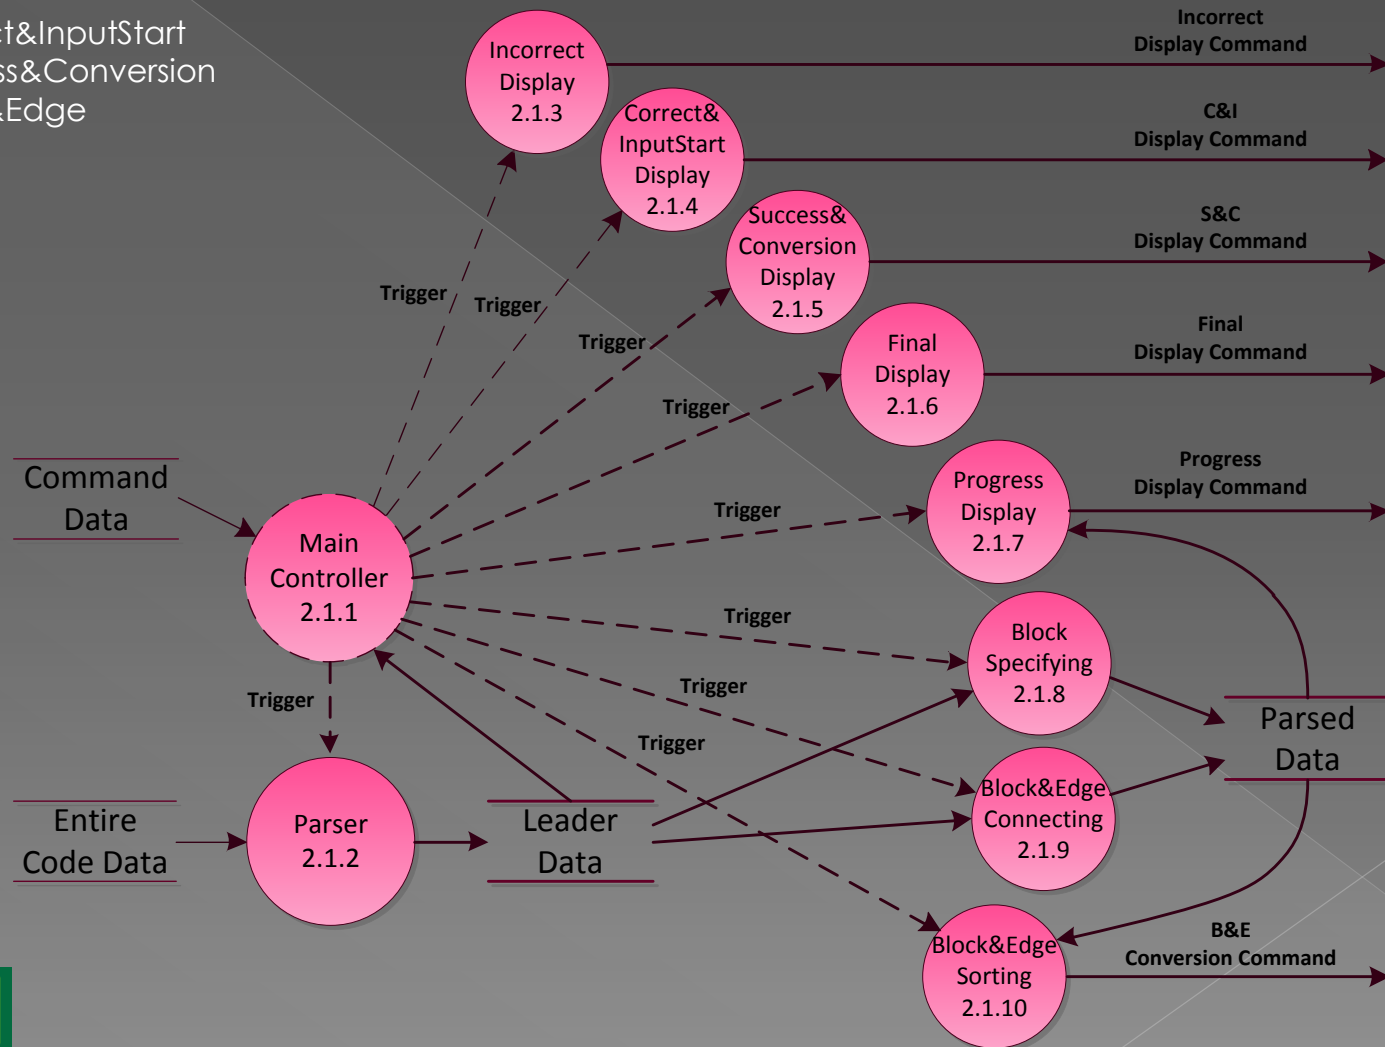 ct&InputStart
ss&Conversion
&Edge
Incorrect
Display
2.1.3
Incorrect
Display Command
Correct&
InputStart
Display
2.1.4
C&I
Display Command
Success&
Conversion
Display
2.1.5
S&C
Display Command
Trigger
Trigger
Trigger
Final
Display
2.1.6
Final
Display Command
Trigger
Command
Data
Main
Controller
2.1.1
Trigger
Progress
Display
2.1.7
Progress
Display Command
Trigger
Block
Specifying
2.1.8
Trigger
Trigger
Trigger
Parsed
Data
Entire
Code Data
Parser
2.1.2
Leader
Data
Block&Edge
Connecting
2.1.9
Block&Edge
Sorting
2.1.10
B&E
Conversion Command